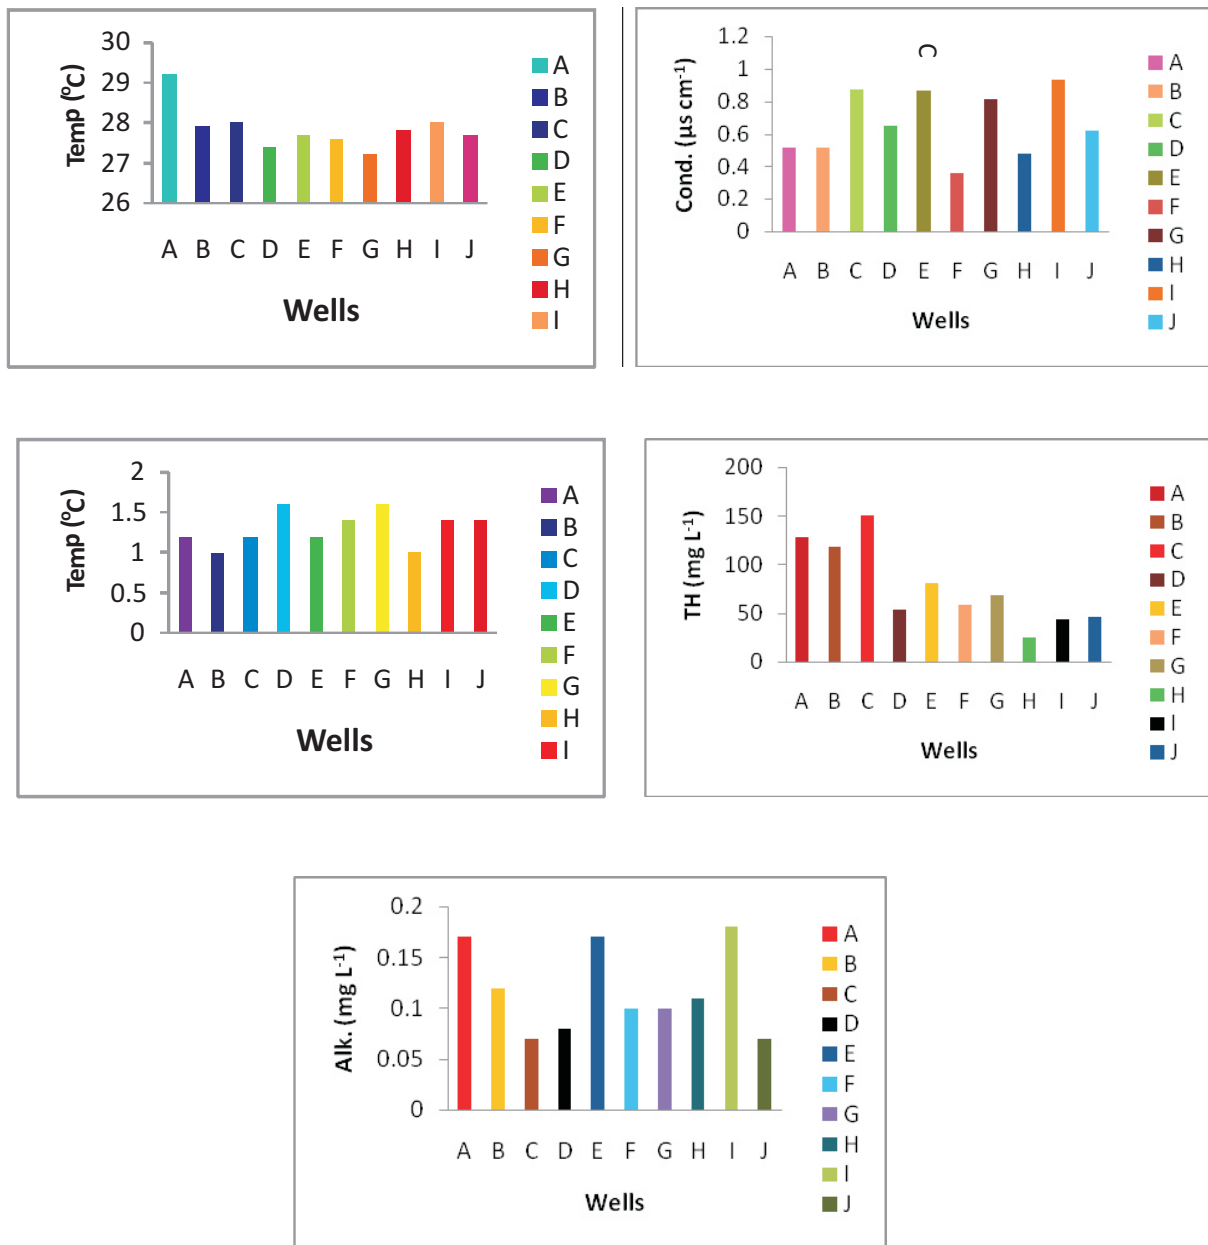 30
29
28
27
26
Temp (⁰C)
A B C D E F G H I J
Wells
A
B
C
D
E
F
G
H
I
1.2
1
0.8
0.6
0.4
0.2
0
Cond. (µs cm⁻¹)
C
A B C D E F G H I J
Wells
A
B
C
D
E
F
G
H
I
J
2
1.5
1
0.5
0
Temp (⁰C)
A B C D E F G H I J
Wells
A
B
C
D
E
F
G
H
I
200
150
100
50
0
TH (mg L⁻¹)
A B C D E F G H I J
Wells
A
B
C
D
E
F
G
H
I
J
0.2
0.15
0.1
0.05
0
Alk. (mg L⁻¹)
A B C D E F G H I J
Wells
A
B
C
D
E
F
G
H
I
J